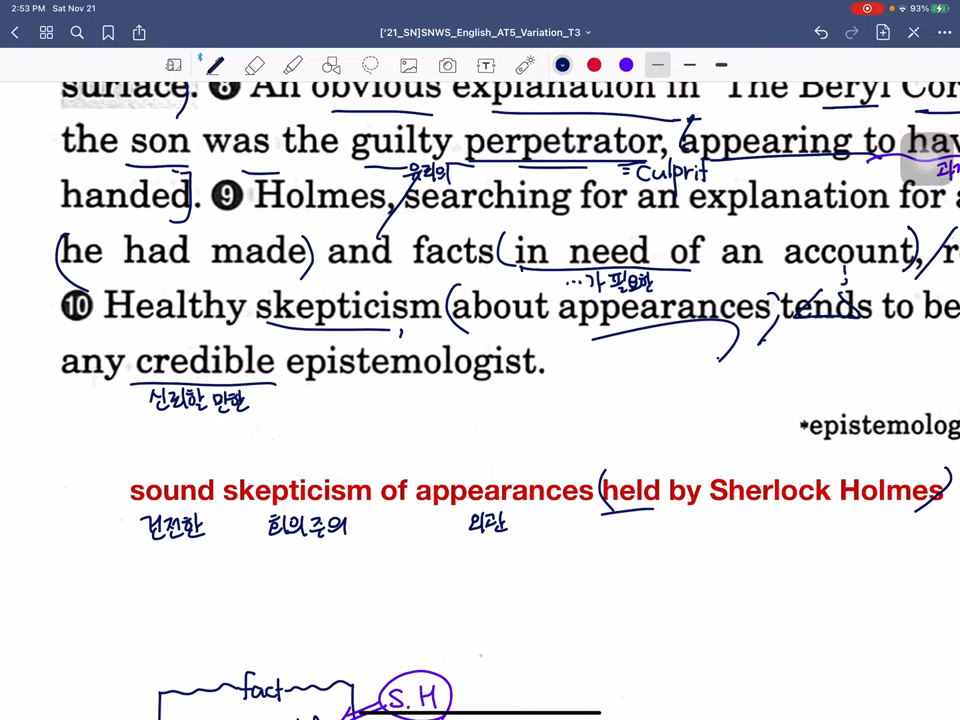 2:53 PM Sat Nov 21
93%
['21_SN]SNWS_English_AT5_Variation_T3
surface. ❽ An obvious explanation in "The Beryl Cor
the son was the guilty perpetrator, appearing to hav
유리의
= Culprit
handed. ❾ Holmes, searching for an explanation for a
he had made) and facts (in need of an account), r
…가 필요한
❿ Healthy skepticism (about appearances) tends to be
any credible epistemologist.
신뢰할 만한
*epistemolog
sound skepticism of appearances (held by Sherlock Holmes)
건전한 회의주의 외관
fact
S. H